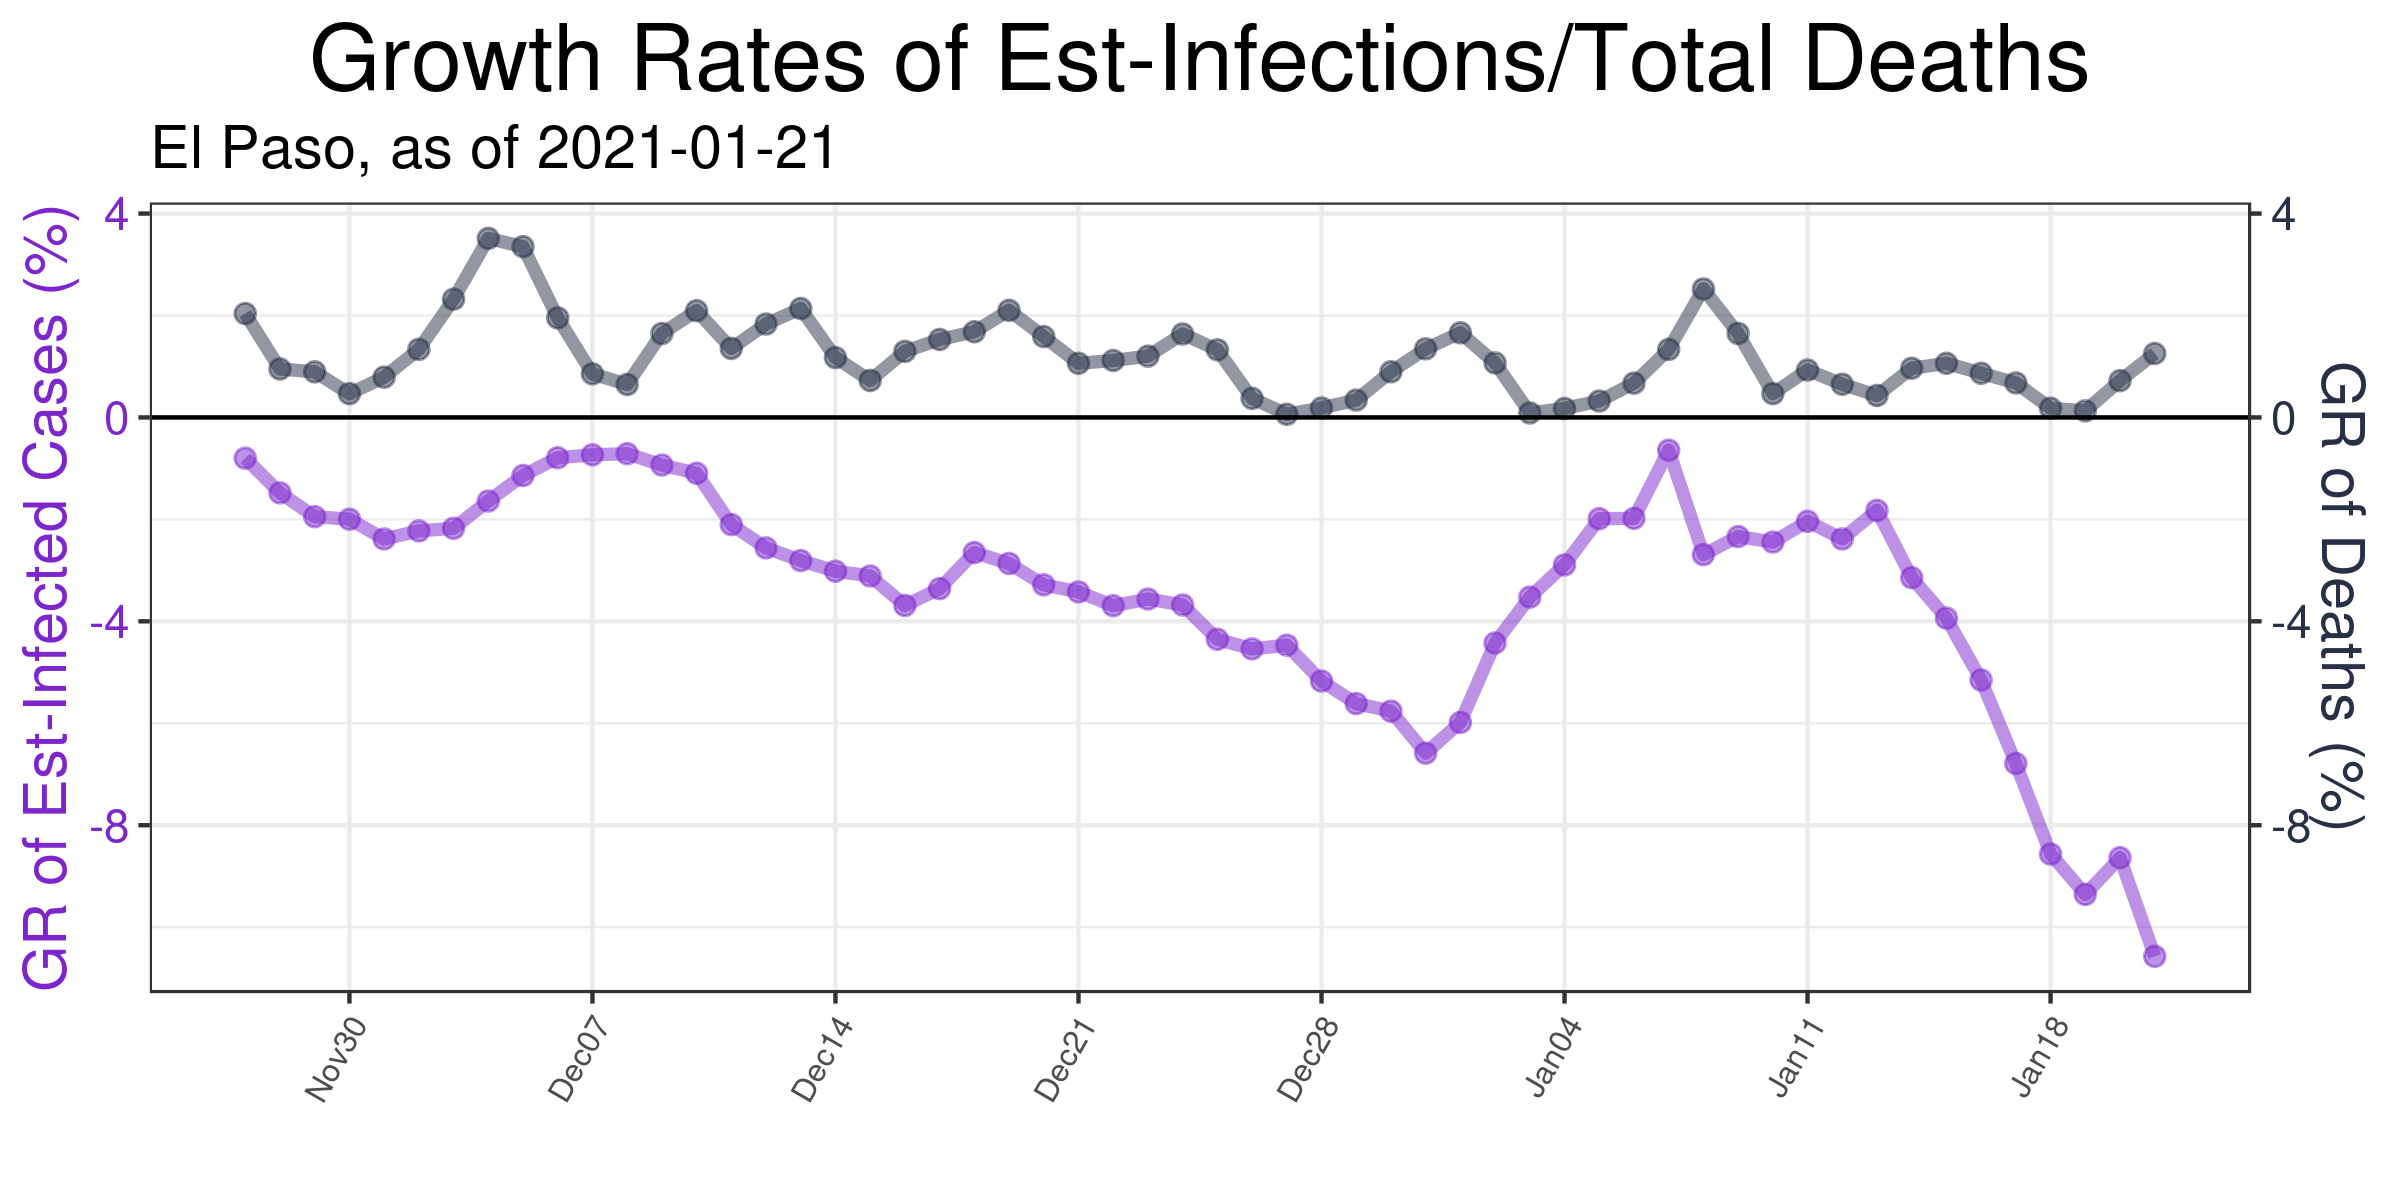 Growth Rates of Est-Infections/Total Deaths
El Paso, as of 2021-01-21
GR of Est-Infected Cases (%)
4
0
-4
-8
4
0
-4
-8
GR of Deaths (%)
Nov30
Dec07
Dec14
Dec21
Dec28
Jan04
Jan11
Jan18